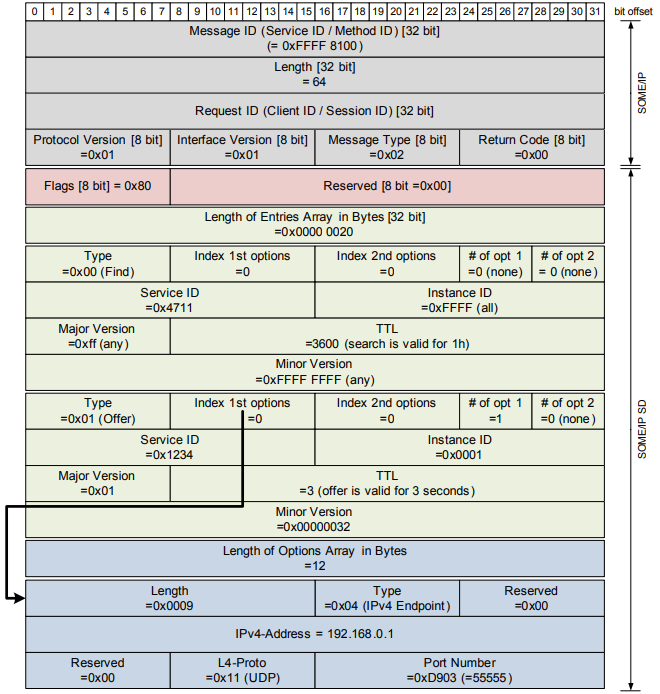 0 1 2 3 4 5 6 7 8 9 10 11 12 13 14 15 16 17 18 19 20 21 22 23 24 25 26 27 28 29 30 31 bit offset
Message ID (Service ID / Method ID) [32 bit]
(= 0xFFFF 8100)
Length [32 bit]
= 64
Request ID (Client ID / Session ID) [32 bit]
Protocol Version [8 bit] Interface Version [8 bit] Message Type [8 bit] Return Code [8 bit]
=0x01 =0x01 =0x02 =0x00
SOME/IP
Flags [8 bit] = 0x80 Reserved [8 bit =0x00]
Length of Entries Array in Bytes [32 bit]
=0x0000 0020
Type Index 1st options Index 2nd options # of opt 1 # of opt 2
=0x00 (Find) =0 =0 =0 (none) = 0 (none)
Service ID Instance ID
=0x4711 =0xFFFF (all)
Major Version TTL
=0xff (any) =3600 (search is valid for 1h)
Minor Version
=0xFFFF FFFF (any)
Type Index 1st options Index 2nd options # of opt 1 # of opt 2
=0x01 (Offer) =0 =0 =1 =0 (none)
Service ID Instance ID
=0x1234 =0x0001
Major Version TTL
=0x01 =3 (offer is valid for 3 seconds)
Minor Version
=0x00000032
Length of Options Array in Bytes
=12
Length Type Reserved
=0x0009 =0x04 (IPv4 Endpoint) =0x00
IPv4-Address = 192.168.0.1
Reserved L4-Proto Port Number
=0x00 =0x11 (UDP) =0xD903 (=55555)
SOME/IP SD